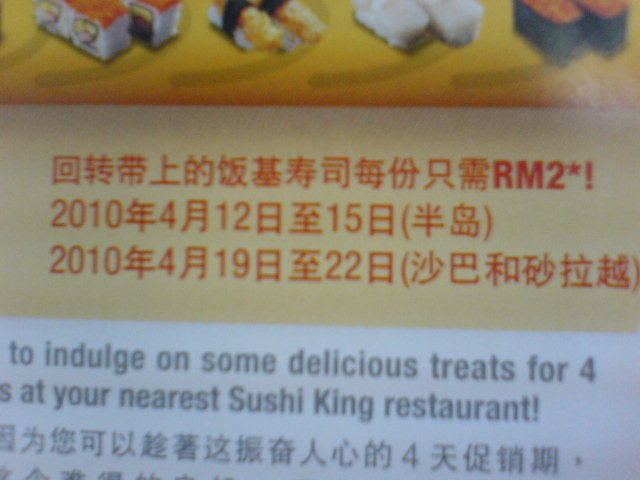 回转带上的饭基寿司每份只需RM2*!
2010年4月12日至15日(半岛)
2010年4月19日至22日(沙巴和砂拉越)
to indulge on some delicious treats for 4
s at your nearest Sushi King restaurant!
因为您可以趁著这振奋人心的4天促销期，